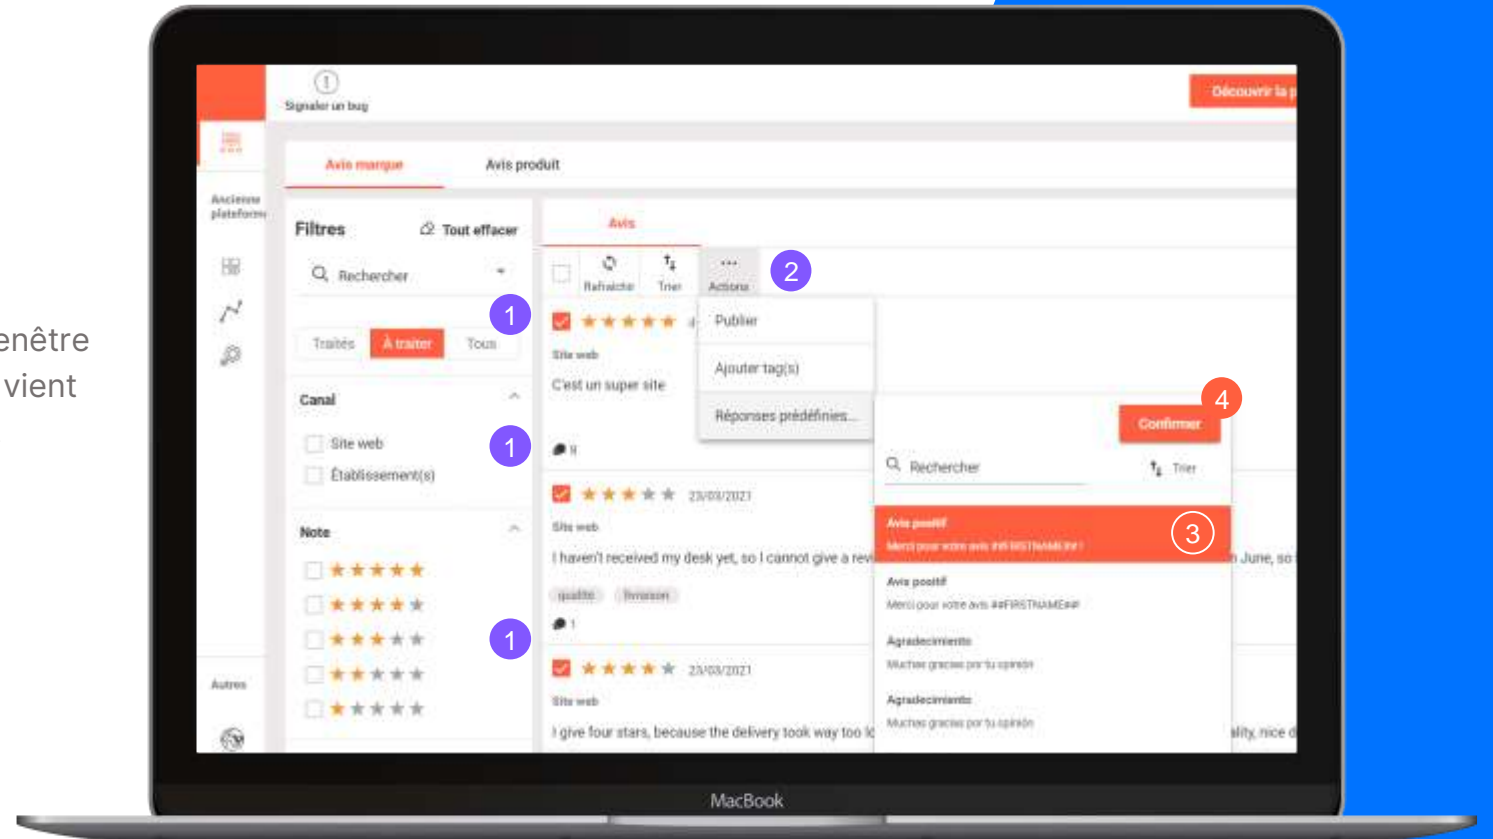 Signaler un bug
Découvrir la p
Avis marque
Avis produit
Ancienne
plateforme
enêtre
vient
Filtres
Tout effacer
Rechercher
Traités
À traiter
Tous
Canal
Site web
Établissement(s)
Note
Autres
Avis
Rafraîchir
Trier
Actions
2
Publier
Ajouter tag(s)
Réponses prédéfinies...
1
Site web
C'est un super site
1
23/03/2021
Site web
I haven't received my desk yet, so I cannot give a revi
n June, so
qualité
livraison
1
1
23/03/2021
Site web
I give four stars, because the delivery took way too lo
ality, nice d
4
Confirmer
Rechercher
Trier
Avis positif
Merci pour votre avis ##FIRSTNAME##
3
Avis positif
Merci pour votre avis ##FIRSTNAME##
Agradecimiento
Muchas gracias por tu opinión
Agradecimiento
Muchas gracias por tu opinión
MacBook